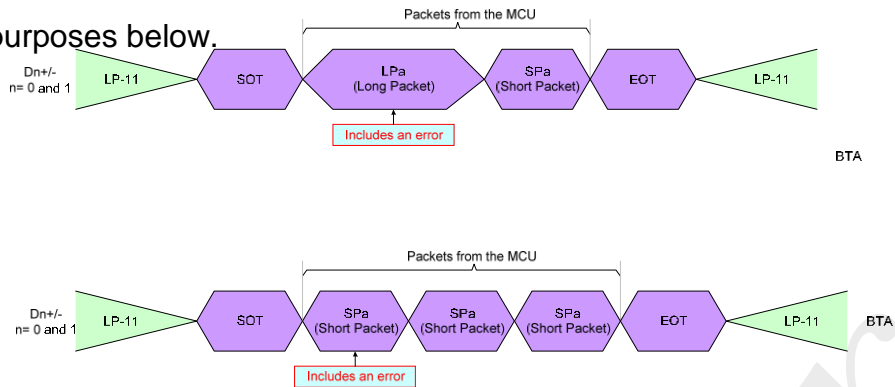 Packets from the MCU
ourposes below.
Dn+/-
n= 0 and 1
LP-11
SOT
LPa
(Long Packet)
SPa
(Short Packet)
EOT
LP-11
Includes an error
BTA
Packets from the MCU
Dn+/-
n= 0 and 1
LP-11
SOT
SPa
(Short Packet)
SPa
(Short Packet)
SPa
(Short Packet)
EOT
LP-11
BTA
Includes an error